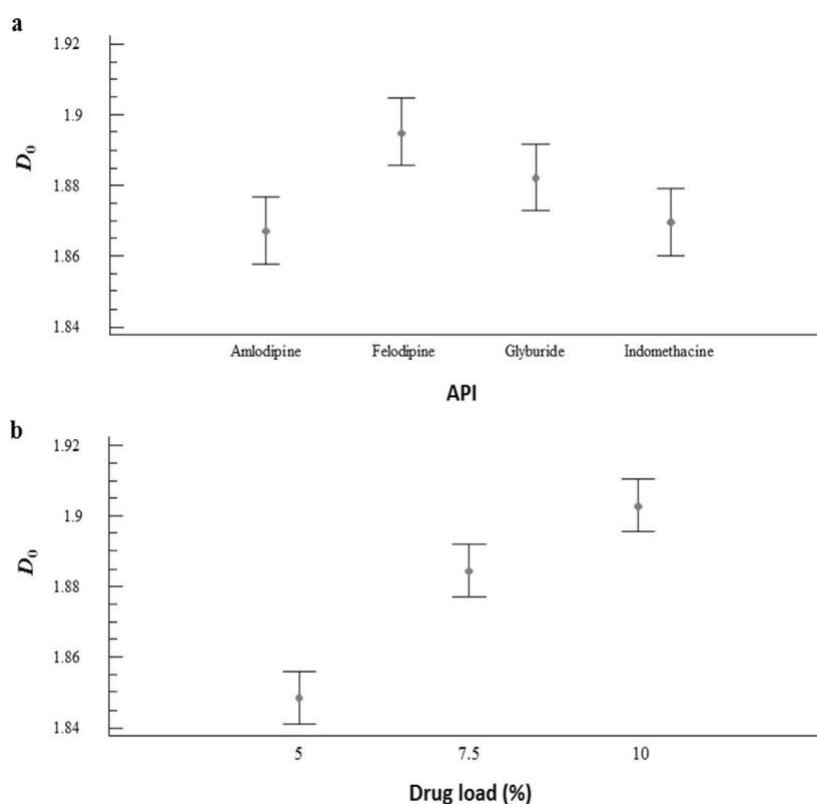 a
1.92
1.9
1.88
1.86
1.84
D0
Amlodipine Felodipine Glyburide Indomethacine
API
b
1.92
1.9
1.88
1.86
1.84
D0
5 7.5 10
Drug load (%)